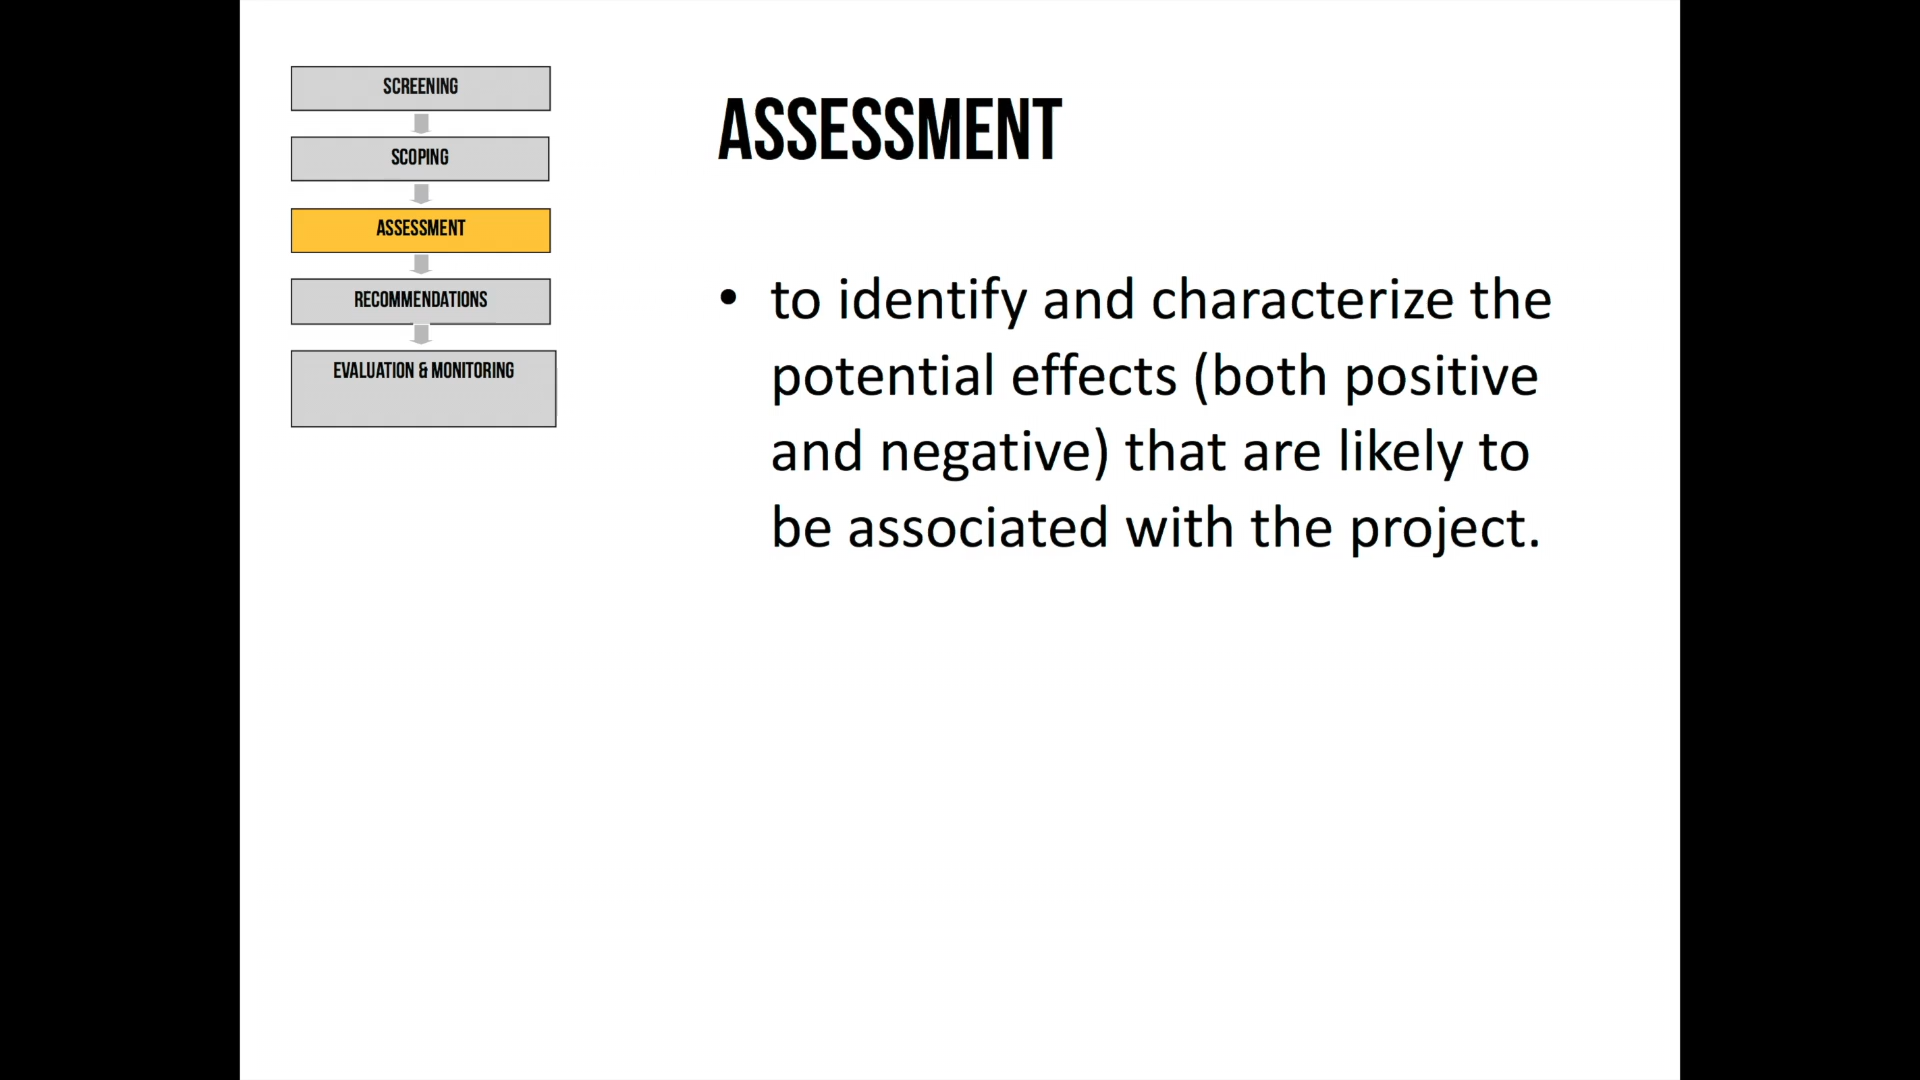 SCREENING
SCOPING
ASSESSMENT
RECOMMENDATIONS
EVALUATION & MONITORING
ASSESSMENT
• to identify and characterize the
potential effects (both positive
and negative) that are likely to
be associated with the project.